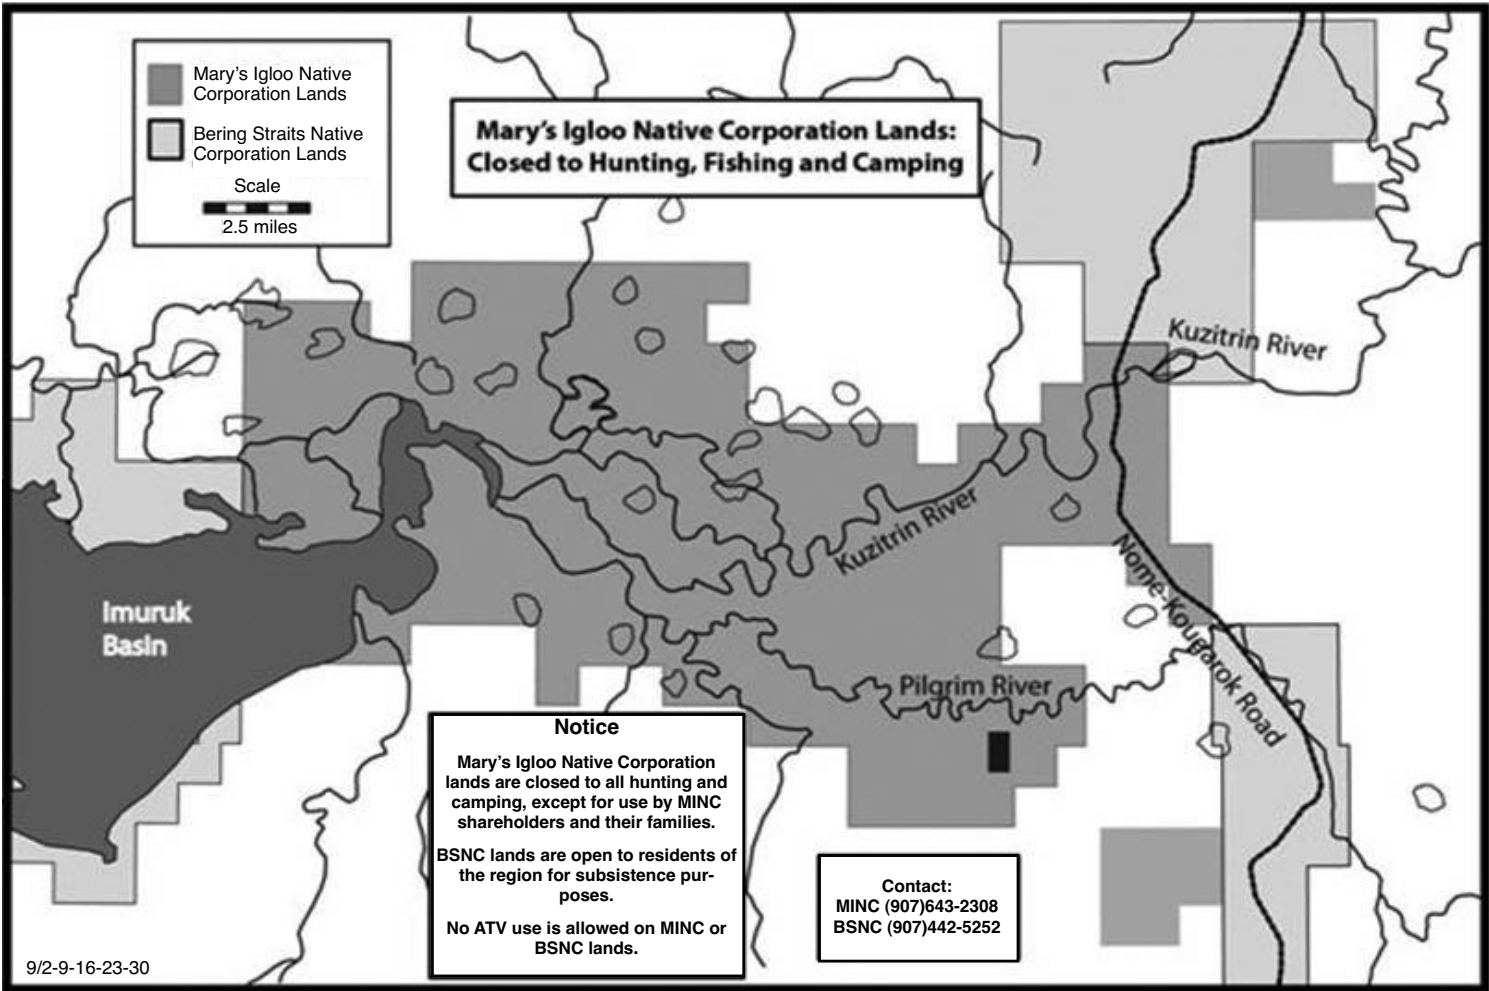 Mary's Igloo Native
Corporation Lands
Bering Straits Native
Corporation Lands
Scale
2.5 miles
Mary's Igloo Native Corporation Lands:
Closed to Hunting, Fishing and Camping
Kuzitrin River
Kuzitrin River
Nome-Kougarok Road
Imuruk
Basin
Pilgrim River
Notice
Mary's Igloo Native Corporation
lands are closed to all hunting and
camping, except for use by MINC
shareholders and their families.
BSNC lands are open to residents of
the region for subsistence pur-
poses.
No ATV use is allowed on MINC or
BSNC lands.
Contact:
MINC (907)643-2308
BSNC (907)442-5252
9/2-9-16-23-30